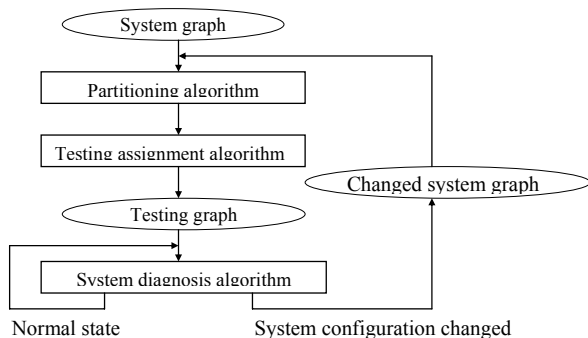 System graph
Partitioning algorithm
Testing assignment algorithm
Changed system graph
Testing graph
System diagnosis algorithm
Normal state
System configuration changed